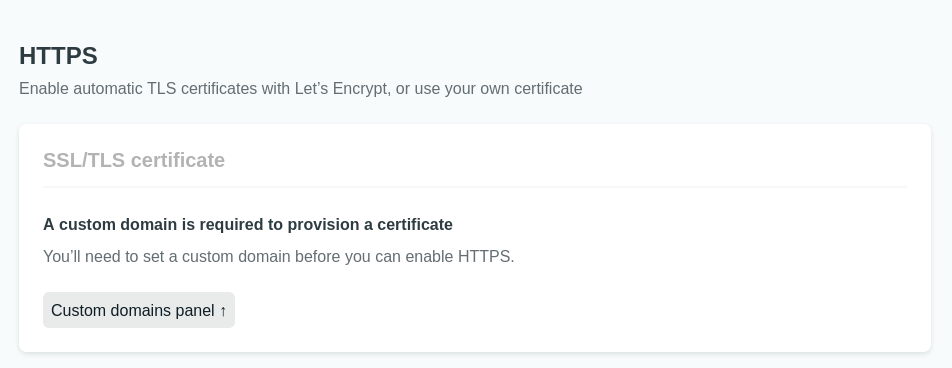 HTTPS
Enable automatic TLS certificates with Let’s Encrypt, or use your own certificate
SSL/TLS certificate
A custom domain is required to provision a certificate
You’ll need to set a custom domain before you can enable HTTPS.
Custom domains panel ↑